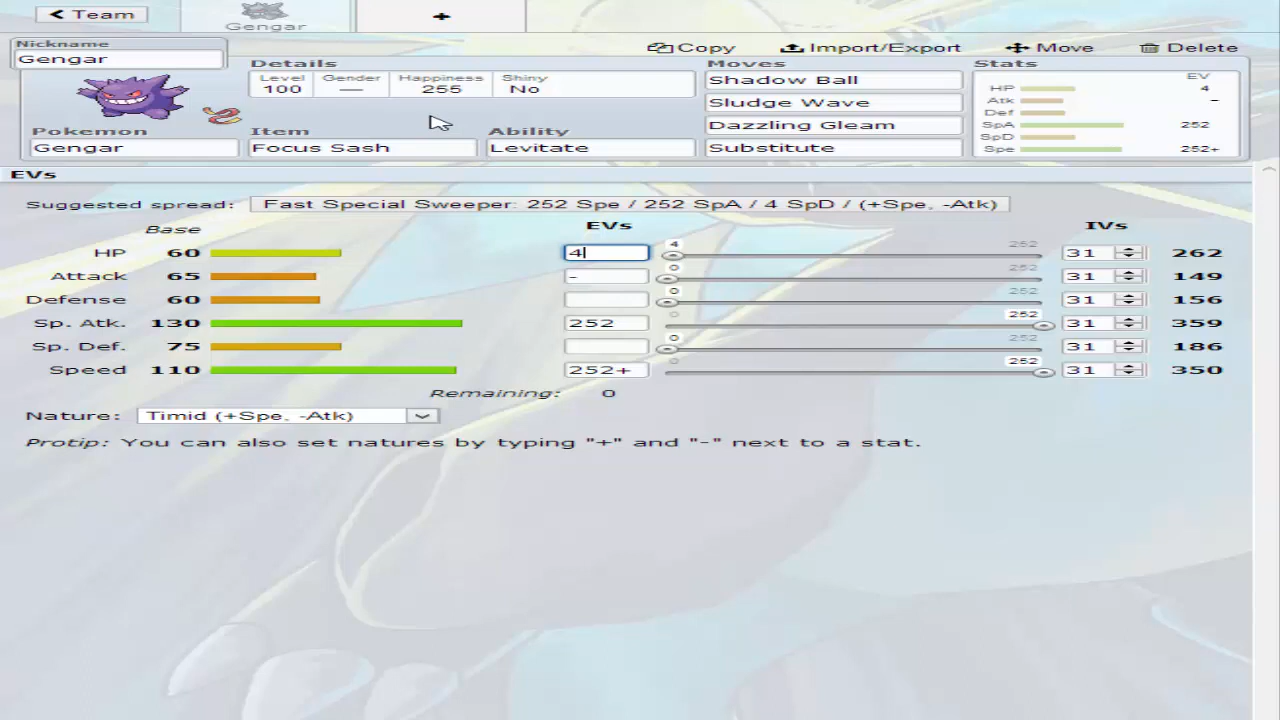 < Team
Gengar
+
Nickname
Gengar
Copy Import/Export Move Delete
Details
Level Gender Happiness Shiny
100 — 255 No
Moves
Shadow Ball
Sludge Wave
Dazzling Gleam
Substitute
Stats
EV
HP 4
Atk -
Def
SpA 252
SpD
Spe 252+
Pokemon Item Ability
Gengar Focus Sash Levitate
EVs
Suggested spread: Fast Special Sweeper: 252 Spe / 252 SpA / 4 SpD / (+Spe, -Atk)
Base EVs IVs
HP 60 4 4 252 31 262
Attack 65 - 0 252 31 149
Defense 60 0 252 31 156
Sp. Atk. 130 252 0 252 31 359
Sp. Def. 75 0 252 31 186
Speed 110 252+ 0 252 31 350
Remaining: 0
Nature: Timid (+Spe, -Atk)
Protip: You can also set natures by typing "+" and "-" next to a stat.